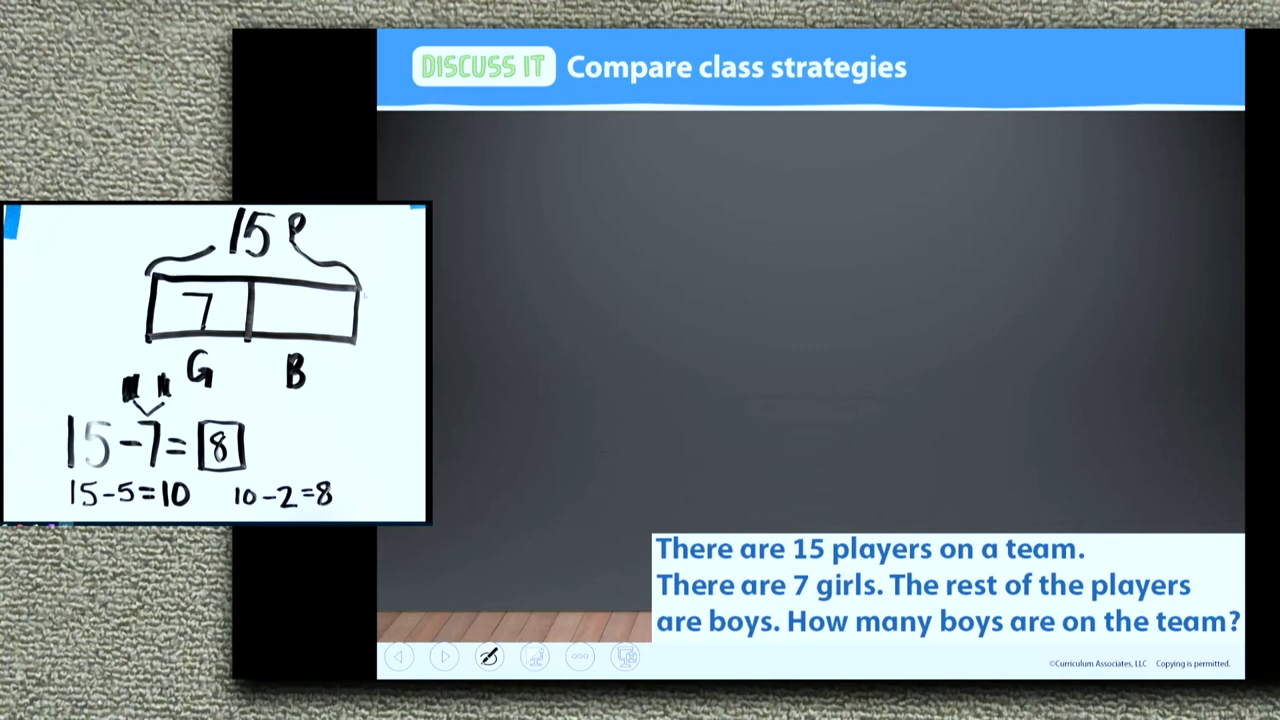 DISCUSS IT Compare class strategies
15 P
7
G B
15-7=8
15-5=10 10-2=8
There are 15 players on a team.
There are 7 girls. The rest of the players
are boys. How many boys are on the team?
©Curriculum Associates, LLC Copying is permitted.